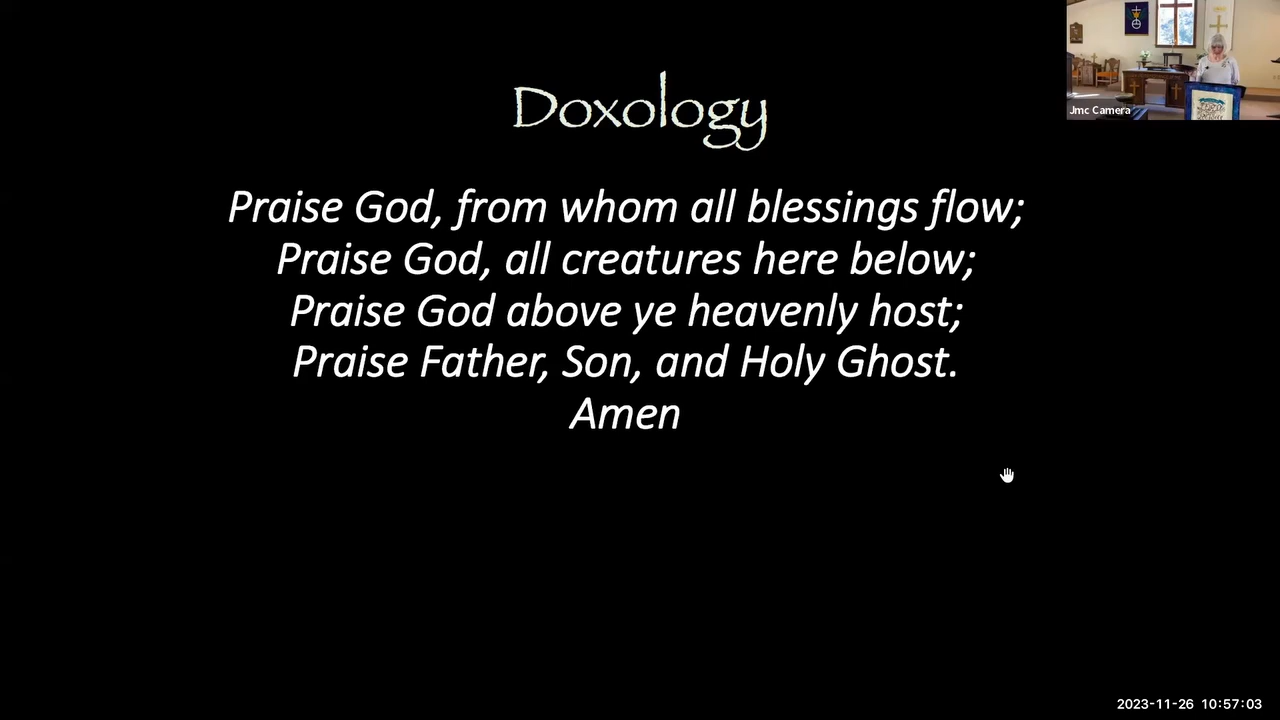 Jmc Camera
Doxology
Praise God, from whom all blessings flow;
Praise God, all creatures here below;
Praise God above ye heavenly host;
Praise Father, Son, and Holy Ghost.
Amen
2023-11-26 10:57:03